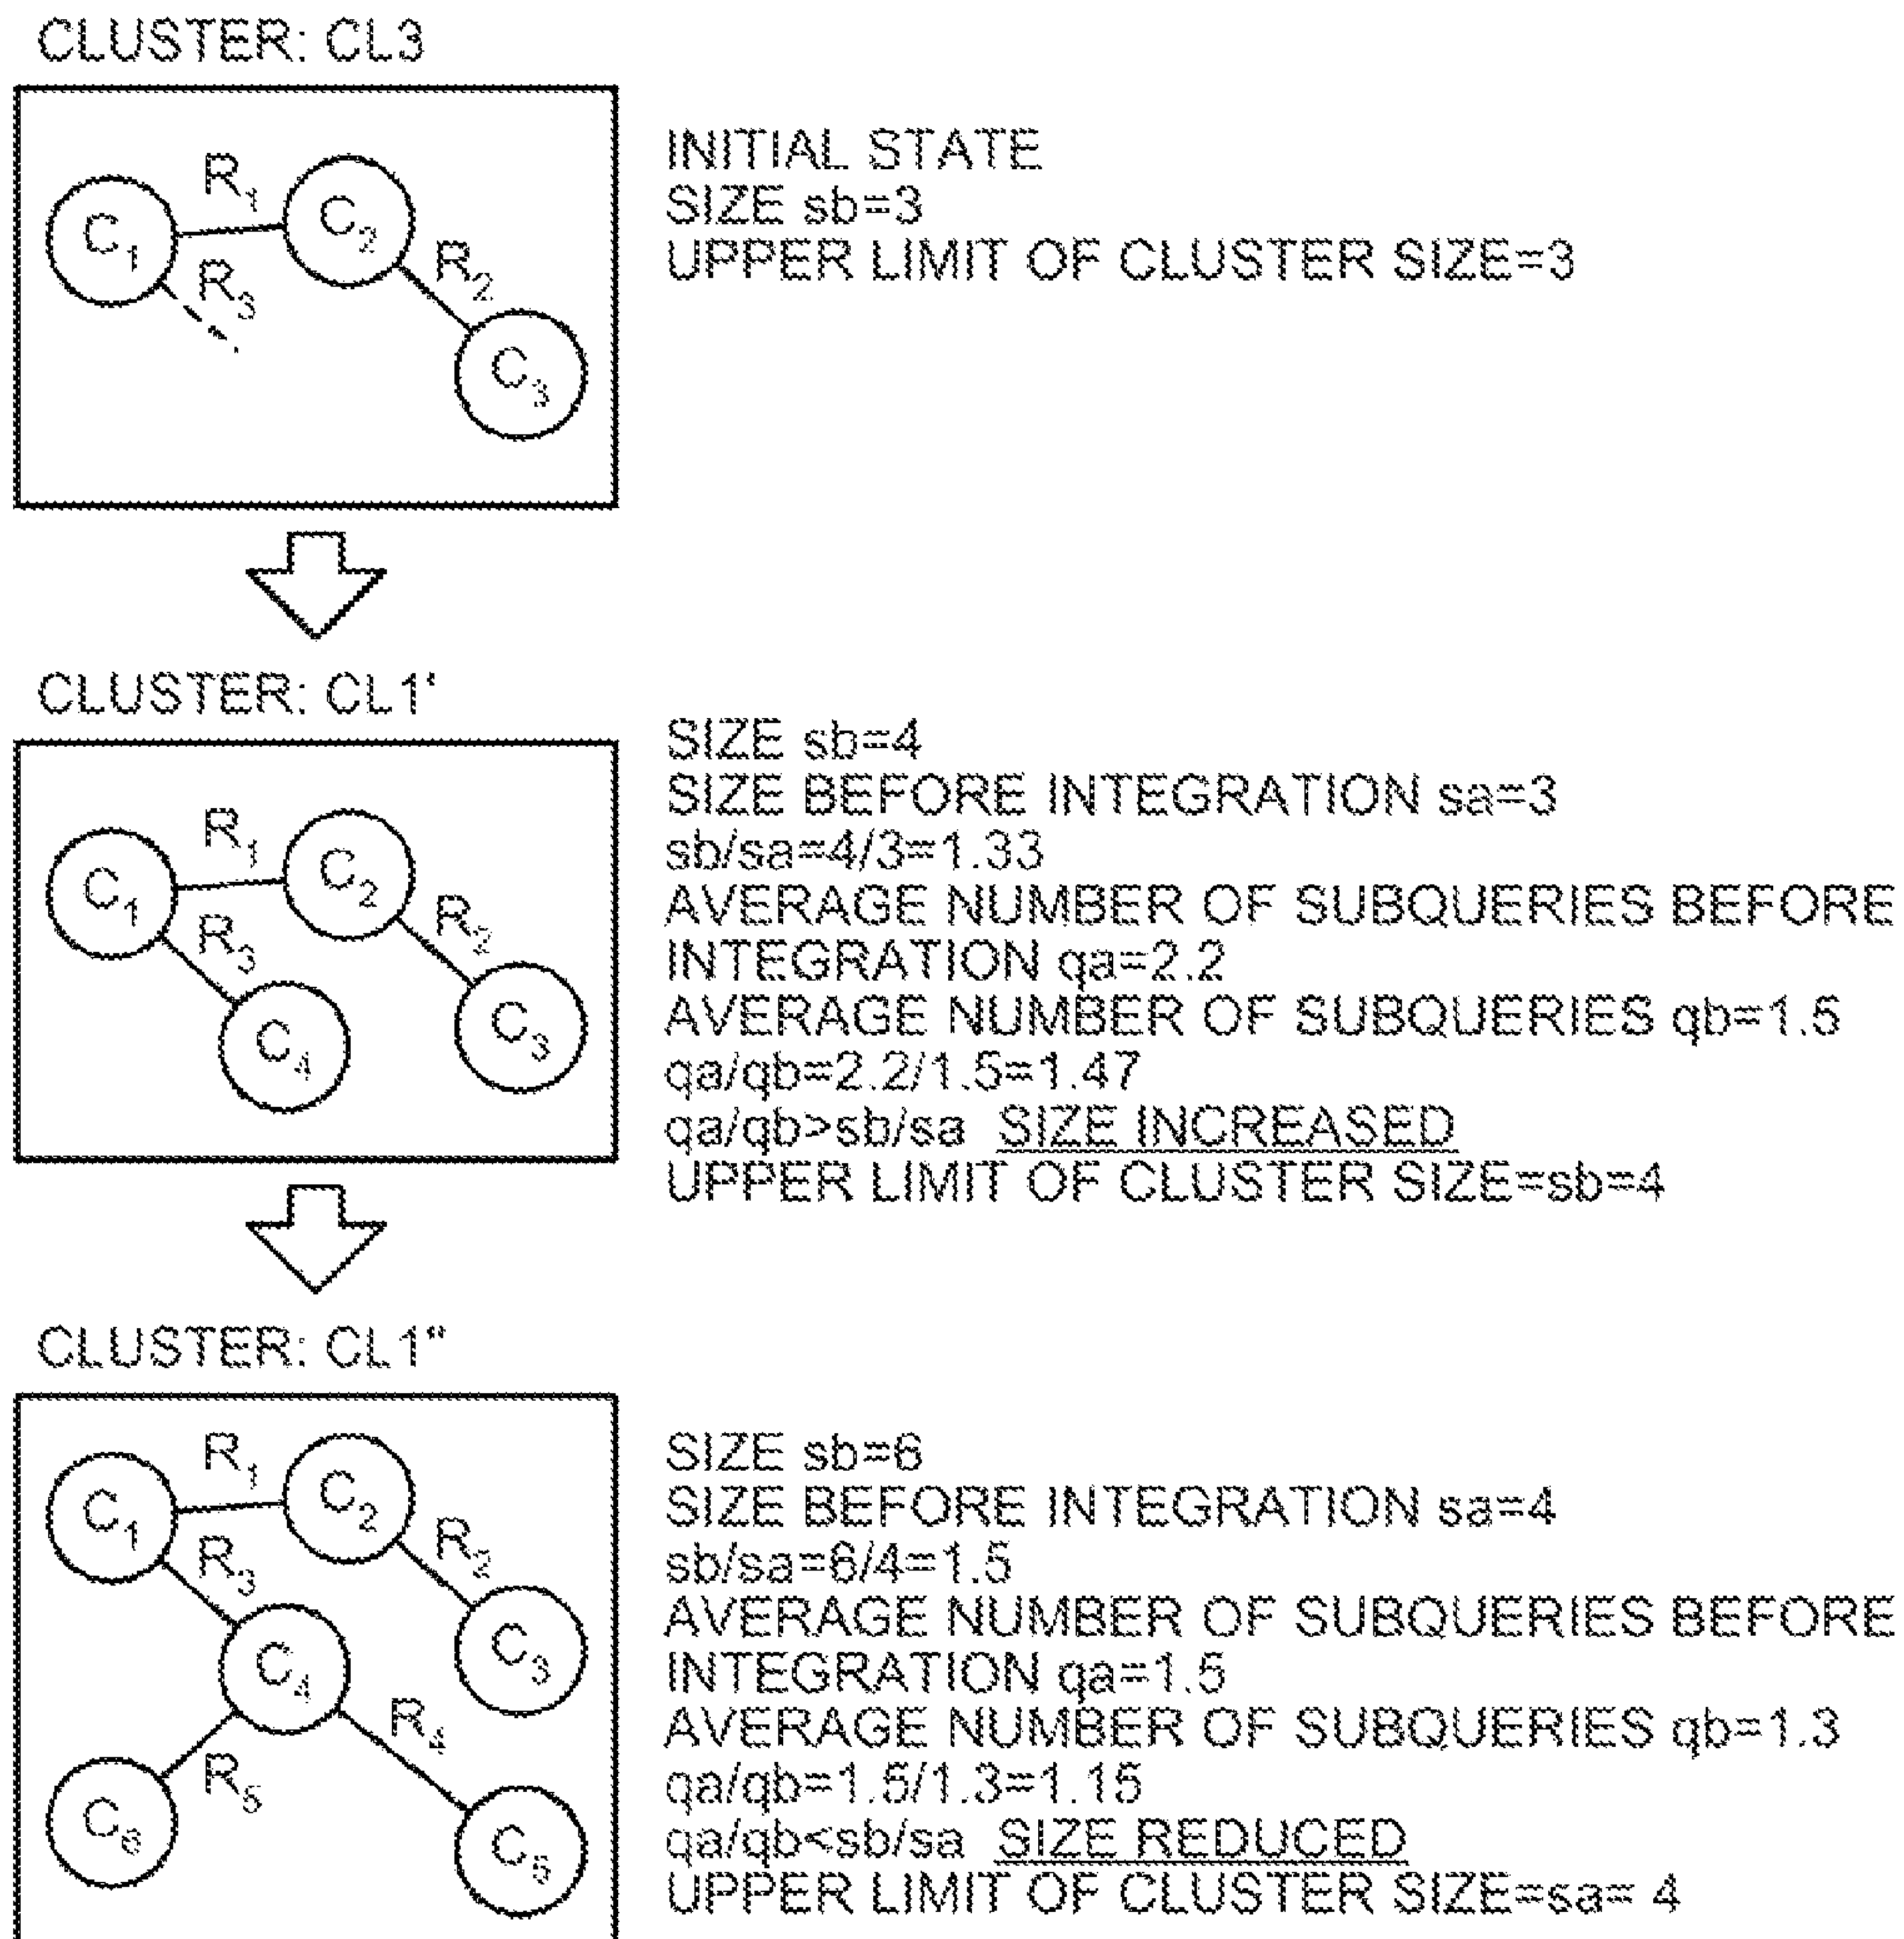 CLUSTER: CL3
R1
C1
C2
R3
R2
C3
INITIAL STATE
SIZE sb=3
UPPER LIMIT OF CLUSTER SIZE=3
CLUSTER: CL1'
R1
C1
C2
R3
R2
C4
C3
SIZE sb=4
SIZE BEFORE INTEGRATION sa=3
sb/sa=4/3=1.33
AVERAGE NUMBER OF SUBQUERIES BEFORE
INTEGRATION qa=2.2
AVERAGE NUMBER OF SUBQUERIES qb=1.5
qa/qb=2.2/1.5=1.47
qa/qb>sb/sa SIZE INCREASED
UPPER LIMIT OF CLUSTER SIZE=sb=4
CLUSTER: CL1"
R1
C1
C2
R3
R2
C4
C3
R4
R5
C6
C5
SIZE sb=6
SIZE BEFORE INTEGRATION sa=4
sb/sa=6/4=1.5
AVERAGE NUMBER OF SUBQUERIES BEFORE
INTEGRATION qa=1.5
AVERAGE NUMBER OF SUBQUERIES qb=1.3
qa/qb=1.5/1.3=1.15
qa/qb<sb/sa SIZE REDUCED
UPPER LIMIT OF CLUSTER SIZE=sa= 4